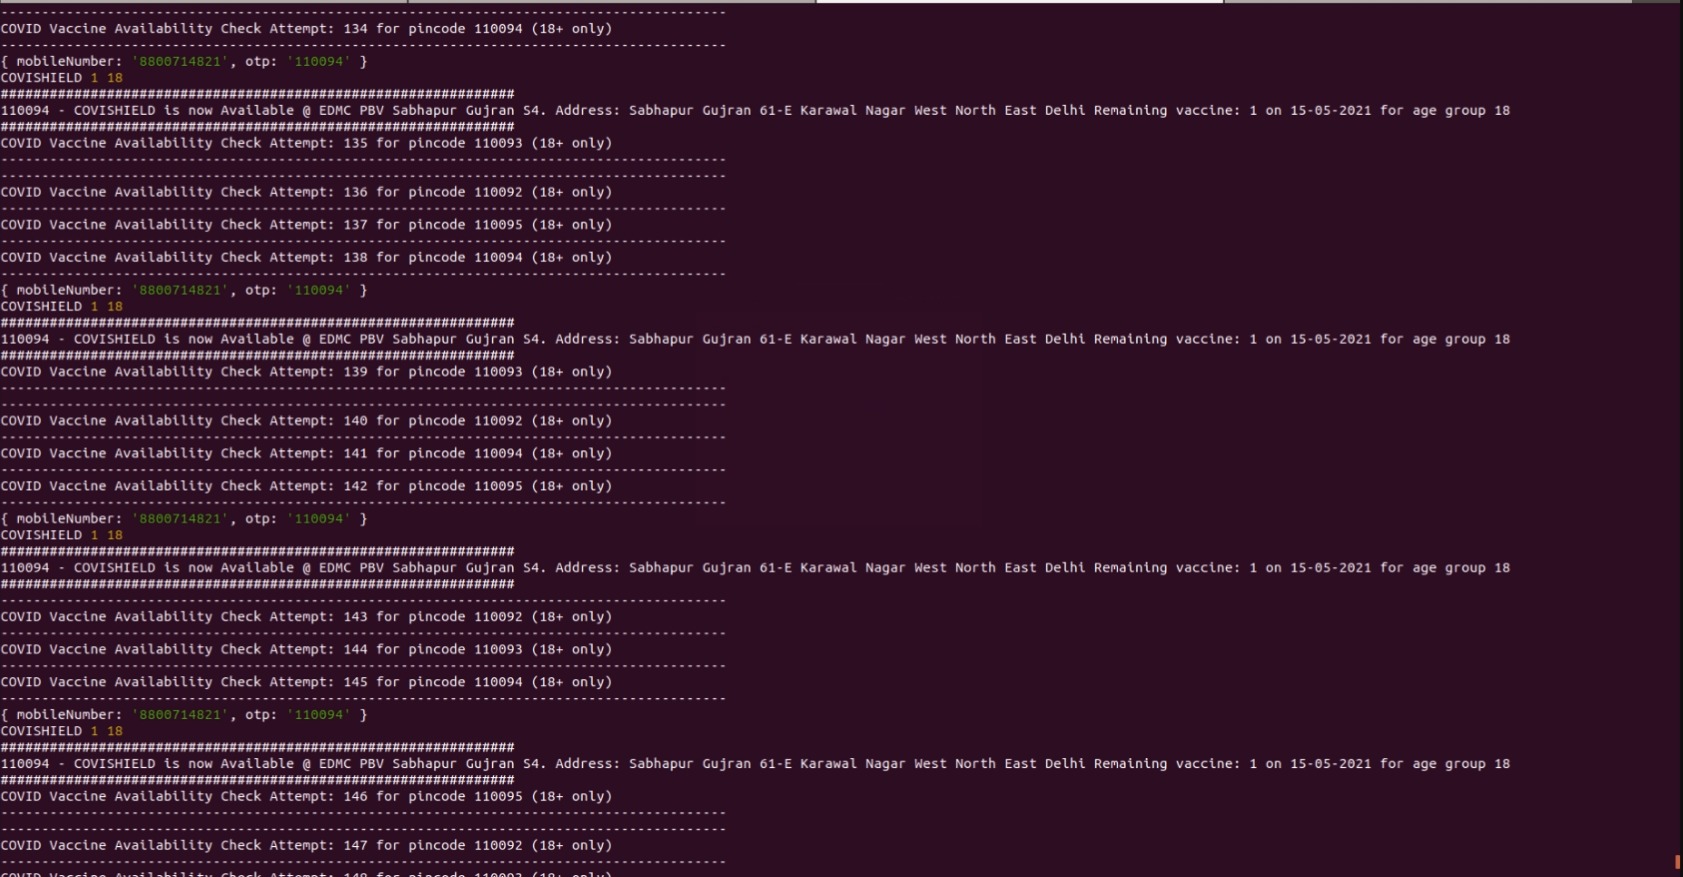 --------------------------------------------------------------------------------
COVID Vaccine Availability Check Attempt: 134 for pincode 110094 (18+ only)
-----------------------------------------------------------------------------------------
{ mobileNumber: '8800714821', otp: '110094' }
COVISHIELD 1 18
###############################################################
110094 - COVISHIELD is now Available @ EDMC PBV Sabhapur Gujran S4. Address: Sabhapur Gujran 61-E Karawal Nagar West North East Delhi Remaining vaccine: 1 on 15-05-2021 for age group 18
###############################################################
COVID Vaccine Availability Check Attempt: 135 for pincode 110093 (18+ only)
-----------------------------------------------------------------------------------------
-----------------------------------------------------------------------------------------
COVID Vaccine Availability Check Attempt: 136 for pincode 110092 (18+ only)
-----------------------------------------------------------------------------------------
COVID Vaccine Availability Check Attempt: 137 for pincode 110095 (18+ only)
-----------------------------------------------------------------------------------------
COVID Vaccine Availability Check Attempt: 138 for pincode 110094 (18+ only)
-----------------------------------------------------------------------------------------
{ mobileNumber: '8800714821', otp: '110094' }
COVISHIELD 1 18
###############################################################
110094 - COVISHIELD is now Available @ EDMC PBV Sabhapur Gujran S4. Address: Sabhapur Gujran 61-E Karawal Nagar West North East Delhi Remaining vaccine: 1 on 15-05-2021 for age group 18
###############################################################
COVID Vaccine Availability Check Attempt: 139 for pincode 110093 (18+ only)
-----------------------------------------------------------------------------------------
-----------------------------------------------------------------------------------------
COVID Vaccine Availability Check Attempt: 140 for pincode 110092 (18+ only)
-----------------------------------------------------------------------------------------
COVID Vaccine Availability Check Attempt: 141 for pincode 110094 (18+ only)
-----------------------------------------------------------------------------------------
COVID Vaccine Availability Check Attempt: 142 for pincode 110095 (18+ only)
-----------------------------------------------------------------------------------------
{ mobileNumber: '8800714821', otp: '110094' }
COVISHIELD 1 18
###############################################################
110094 - COVISHIELD is now Available @ EDMC PBV Sabhapur Gujran S4. Address: Sabhapur Gujran 61-E Karawal Nagar West North East Delhi Remaining vaccine: 1 on 15-05-2021 for age group 18
###############################################################
-----------------------------------------------------------------------------------------
COVID Vaccine Availability Check Attempt: 143 for pincode 110092 (18+ only)
-----------------------------------------------------------------------------------------
COVID Vaccine Availability Check Attempt: 144 for pincode 110093 (18+ only)
-----------------------------------------------------------------------------------------
COVID Vaccine Availability Check Attempt: 145 for pincode 110094 (18+ only)
-----------------------------------------------------------------------------------------
{ mobileNumber: '8800714821', otp: '110094' }
COVISHIELD 1 18
###############################################################
110094 - COVISHIELD is now Available @ EDMC PBV Sabhapur Gujran S4. Address: Sabhapur Gujran 61-E Karawal Nagar West North East Delhi Remaining vaccine: 1 on 15-05-2021 for age group 18
###############################################################
COVID Vaccine Availability Check Attempt: 146 for pincode 110095 (18+ only)
-----------------------------------------------------------------------------------------
-----------------------------------------------------------------------------------------
COVID Vaccine Availability Check Attempt: 147 for pincode 110092 (18+ only)
-----------------------------------------------------------------------------------------
COVID Vaccine Availability Check Attempt: 148 for pincode 110093 (18+ only)